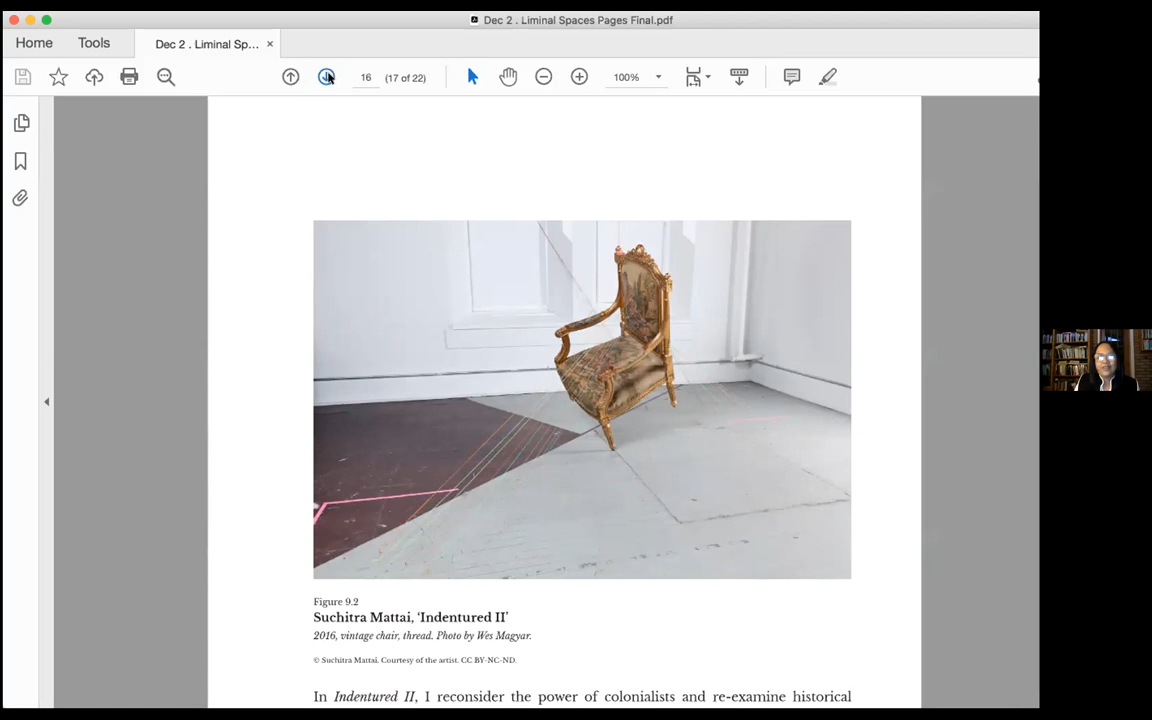 Dec 2 . Liminal Spaces Pages Final.pdf
Home Tools Dec 2 . Liminal Sp... ×
16 (17 of 22) 100%
Figure 9.2
Suchitra Mattai, ‘Indentured II’
2016, vintage chair, thread. Photo by Wes Magyar.
© Suchitra Mattai. Courtesy of the artist. CC BY-NC-ND.
In Indentured II, I reconsider the power of colonialists and re-examine historical